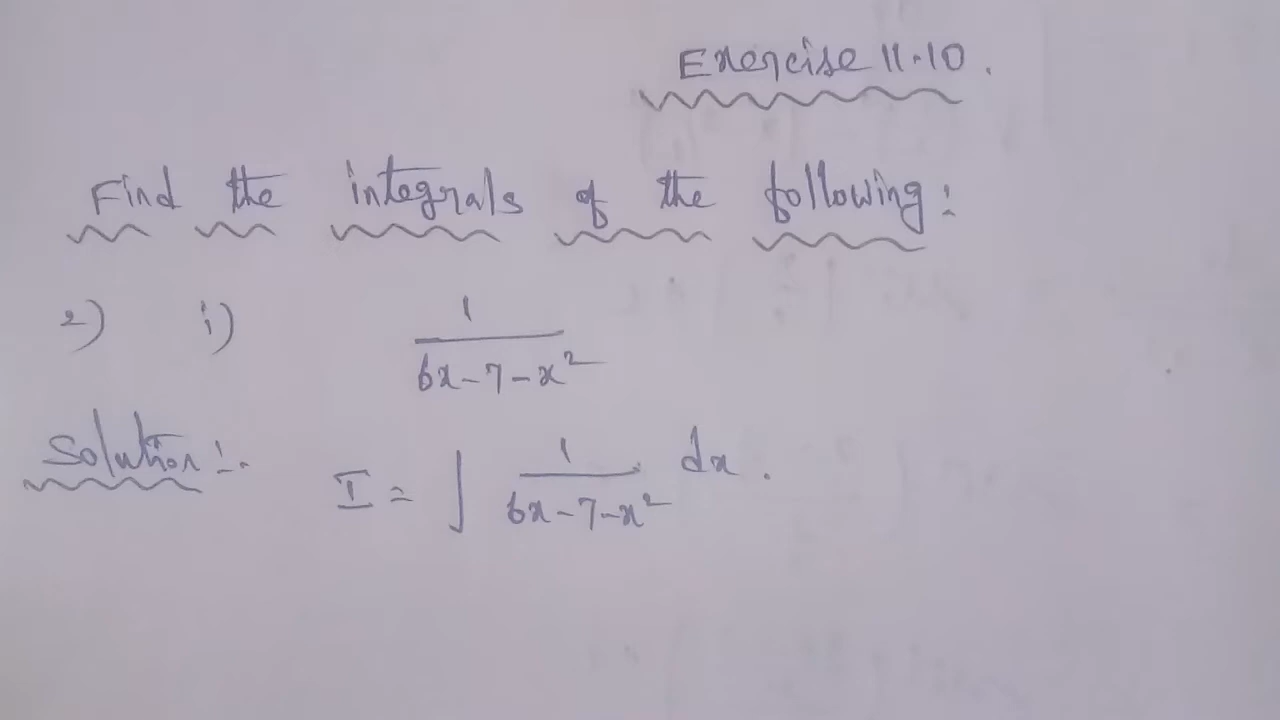 Exercise 11.10.
Find the integrals of the following:
2) i) 1/(6x-7-x²)
Solution:-
I = ∫ 1/(6x-7-x²) dx.